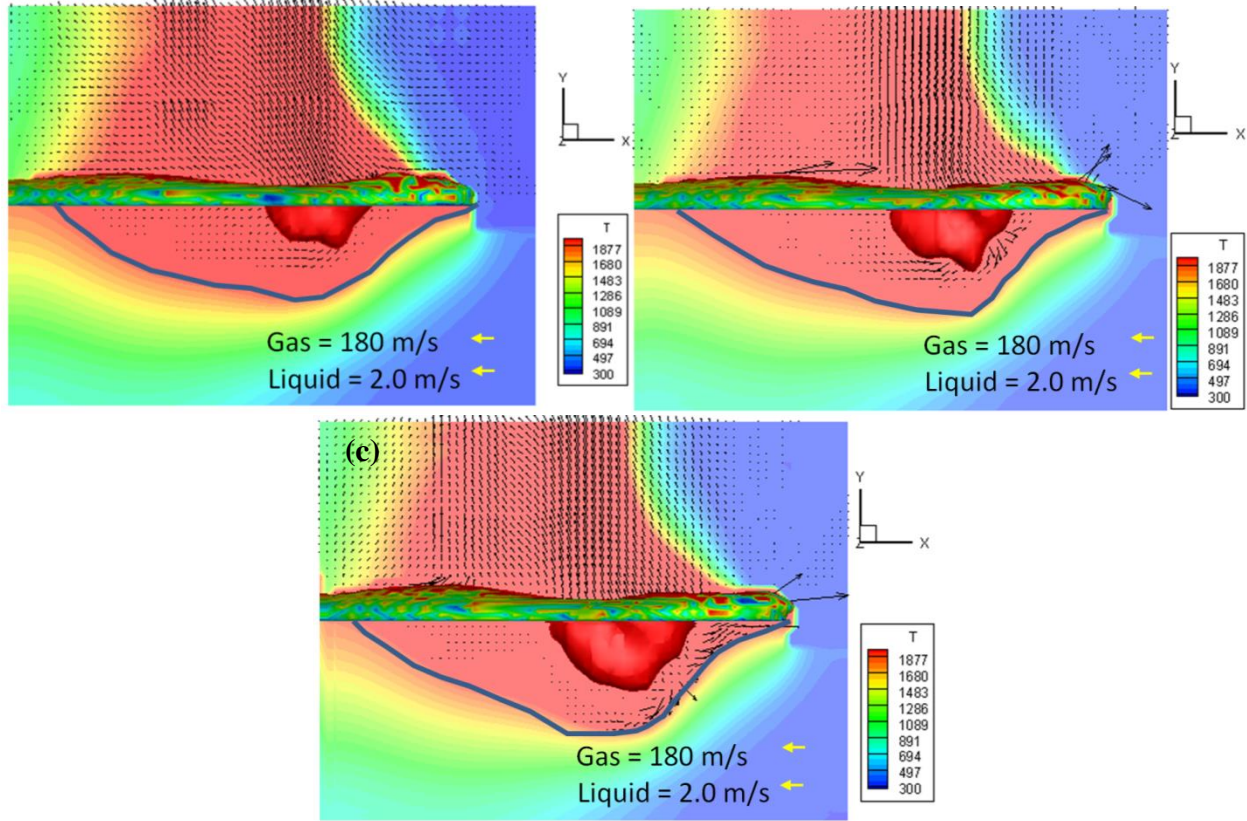 Y
Z X
T
1877
1680
1483
1286
1089
891
694
497
300
Gas = 180 m/s
Liquid = 2.0 m/s
Y
Z X
T
1877
1680
1483
1286
1089
891
694
497
300
Gas = 180 m/s
Liquid = 2.0 m/s
(c)
Y
Z X
T
1877
1680
1483
1286
1089
891
694
497
300
Gas = 180 m/s
Liquid = 2.0 m/s